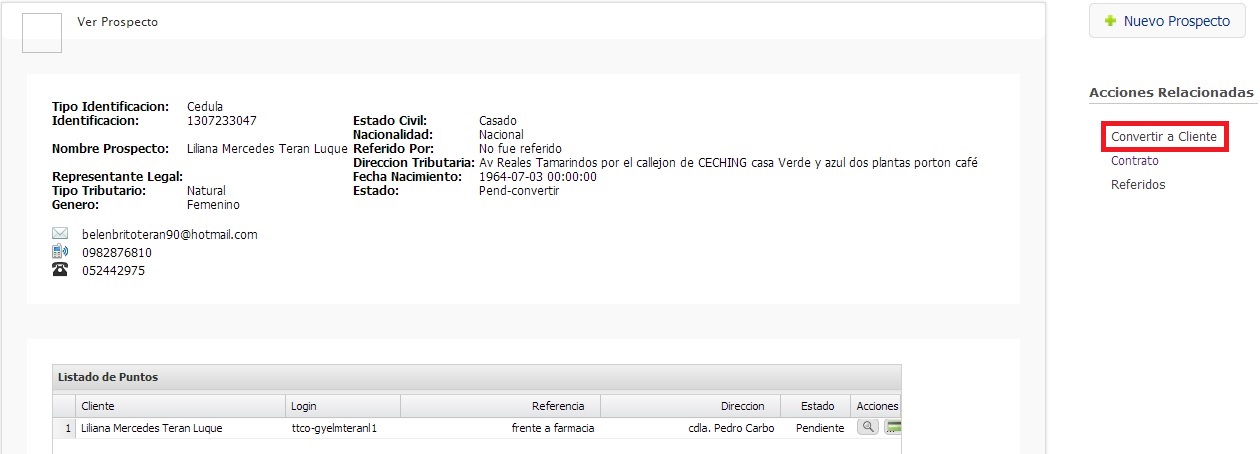 Ver Prospecto
Nuevo Prospecto
Acciones Relacionadas
Convertir a Cliente
Contrato
Referidos
Tipo Identificacion: Cedula
Identificacion: 1307233047 Estado Civil: Casado
Nacionalidad: Nacional
Nombre Prospecto: Liliana Mercedes Teran Luque Referido Por: No fue referido
Direccion Tributaria: Av Reales Tamarindos por el callejon de CECHING casa Verde y azul dos plantas porton café
Representante Legal: Fecha Nacimiento: 1964-07-03 00:00:00
Tipo Tributario: Natural Estado: Pend-convertir
Genero: Femenino
belenbritoteran90@hotmail.com
0982876810
052442975
Listado de Puntos
Cliente Login Referencia Direccion Estado Acciones
1 Liliana Mercedes Teran Luque ttco-gyelmteranl1 frente a farmacia cdla. Pedro Carbo Pendiente